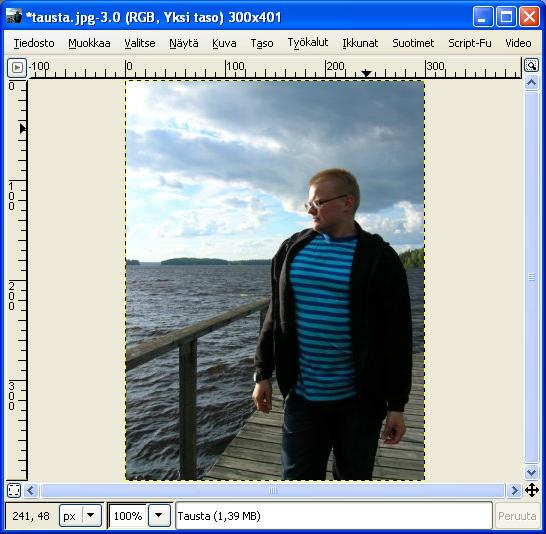 *tausta.jpg-3.0 (RGB, Yksi taso) 300x401
Tiedosto Muokkaa Valitse Näytä Kuva Taso Työkalut Ikkunat Suotimet Script-Fu Video
-100 0 100 200 300
0
100
200
300
241, 48 px 100% Tausta (1,39 MB) Peruuta